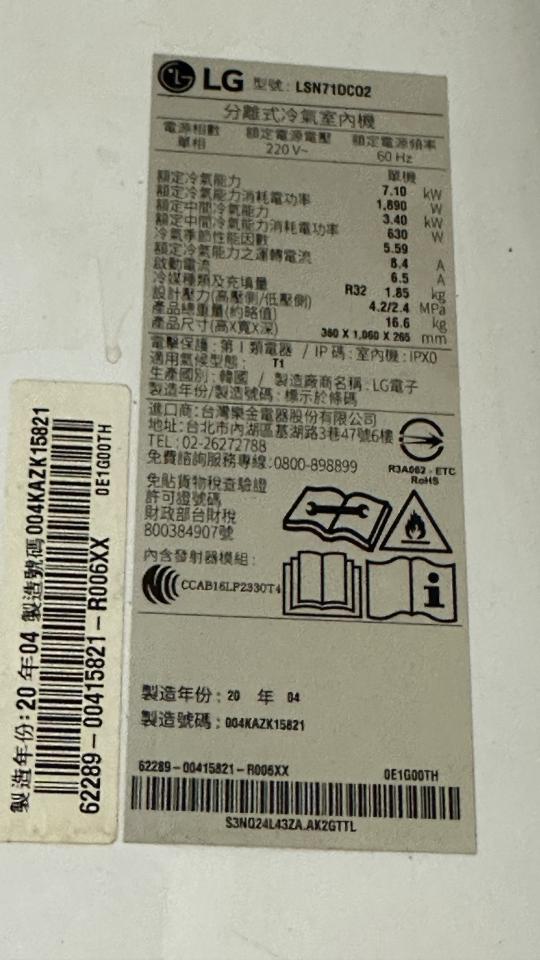 LG 型號: LSN71DCO2
分離式冷氣室內機
電源相數 額定電源電壓 額定電源頻率
單相 220 V~ 60 Hz
單機
額定冷氣能力 7.10 kW
額定冷氣能力消耗電功率 1,890 W
額定中間冷氣能力 3.40 kW
額定中間冷氣能力消耗電功率 630 W
冷氣季節性能因數 5.59
額定冷氣能力之運轉電流 8.4 A
啟動電流 6.5 A
冷媒種類及充填量 R32 1.85 kg
設計壓力(高壓側/低壓側) 4.2/2.4 MPa
產品總重量(約略值) 16.6 kg
產品尺寸(高X寬X深) 360 X 1,060 X 265 mm
電擊保護: 第 I 類電器 / IP 碼: 室內機: IPX0
適用氣候型態: T1
生產國別: 韓國 / 製造廠商名稱: LG電子
製造年份/製造號碼: 標示於條碼
進口商: 台灣樂金電器股份有限公司
地址: 台北市內湖區基湖路3巷47號6樓
TEL: 02-26272788
免費諮詢服務專線: 0800-898899
R3A062 - ETC
RoHS
免貼貨物稅查驗證
許可證號碼
財政部台財稅
800384907號
內含發射器模組:
CCAB16LP2330T4
製造年份: 20 年 04
製造號碼: 004KAZK15821
62289-00415821-R006XX 0E1G00TH
S3NQ24L43ZA.AK2GTTL
製造年份: 20 年 04 製造號碼 004KAZK15821
62289-00415821-R006XX 0E1G00TH